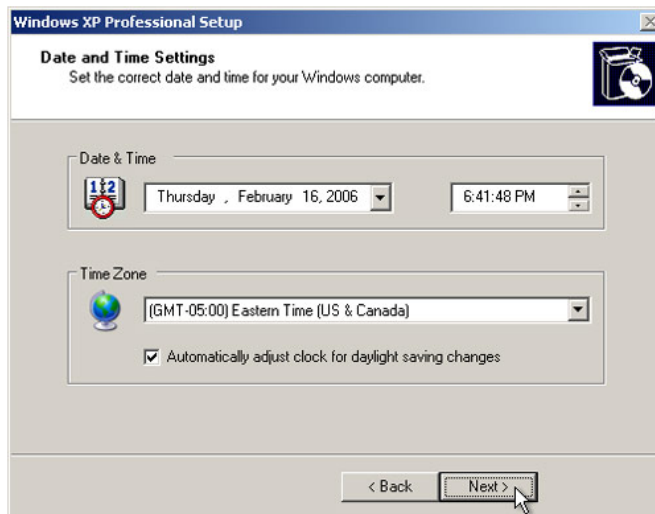 Windows XP Professional Setup
Date and Time Settings
Set the correct date and time for your Windows computer.
Date & Time
12
Thursday , February 16, 2006
6:41:48 PM
Time Zone
(GMT-05:00) Eastern Time (US & Canada)
Automatically adjust clock for daylight saving changes
< Back
Next >